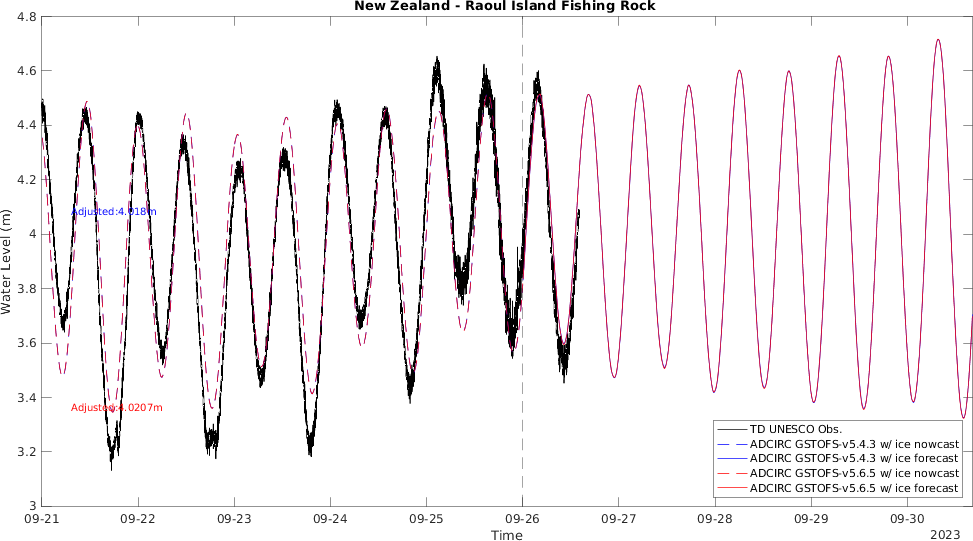 New Zealand - Raoul Island Fishing Rock
4.8
4.6
4.4
4.2
4
3.8
3.6
3.4
3.2
3
Water Level (m)
Adjusted:4.018m
Adjusted:4.0207m
TD UNESCO Obs.
ADCIRC GSTOFS-v5.4.3 w/ ice nowcast
ADCIRC GSTOFS-v5.4.3 w/ ice forecast
ADCIRC GSTOFS-v5.6.5 w/ ice nowcast
ADCIRC GSTOFS-v5.6.5 w/ ice forecast
09-21 09-22 09-23 09-24 09-25 09-26 09-27 09-28 09-29 09-30
Time
2023